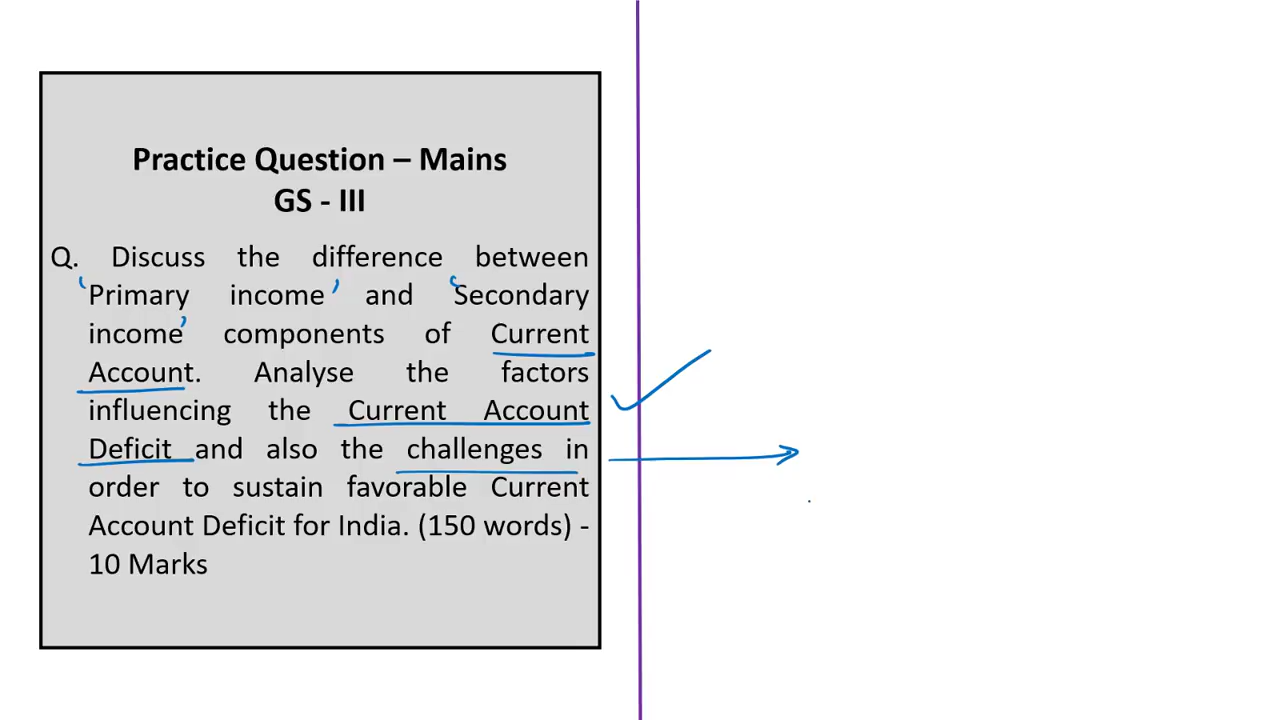 Practice Question – Mains
GS - III
Q. Discuss the difference between
‘Primary income’ and ‘Secondary
income’ components of Current
Account. Analyse the factors
influencing the Current Account
Deficit and also the challenges in
order to sustain favorable Current
Account Deficit for India. (150 words) -
10 Marks